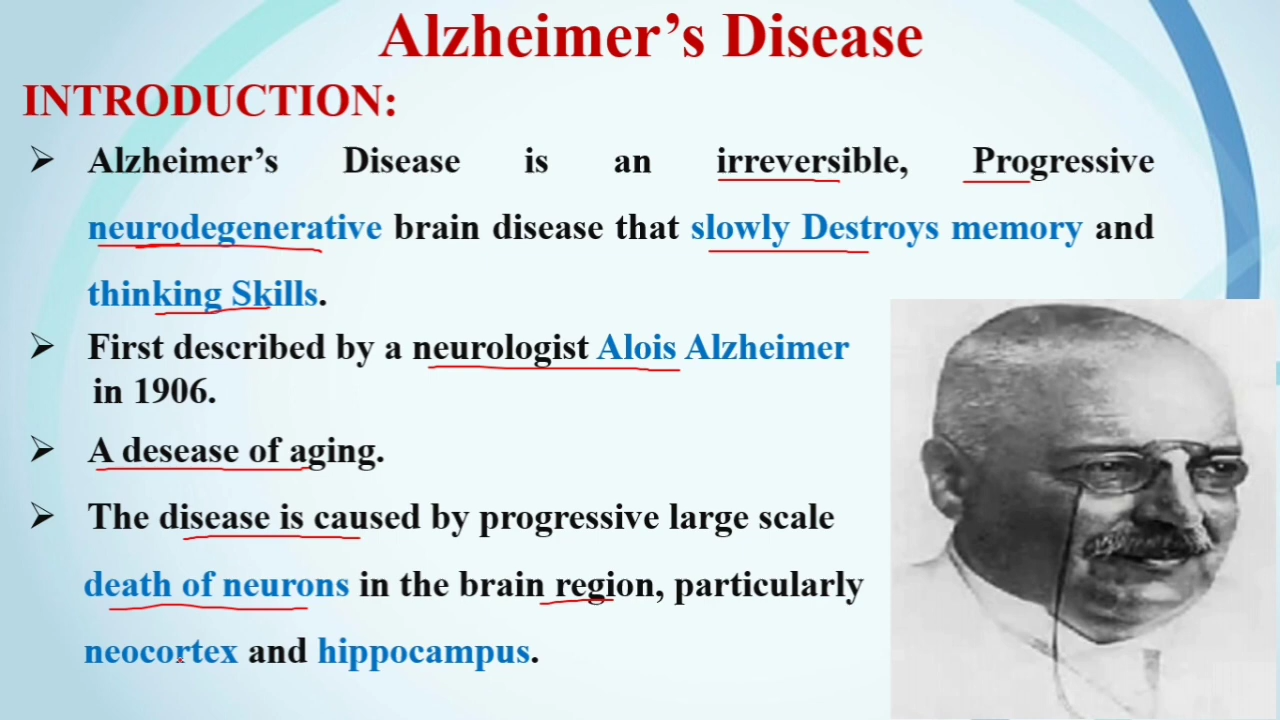 Alzheimer’s Disease
INTRODUCTION:
➢ Alzheimer’s Disease is an irreversible, Progressive
neurodegenerative brain disease that slowly Destroys memory and
thinking Skills.
➢ First described by a neurologist Alois Alzheimer
in 1906.
➢ A desease of aging.
➢ The disease is caused by progressive large scale
death of neurons in the brain region, particularly
neocortex and hippocampus.